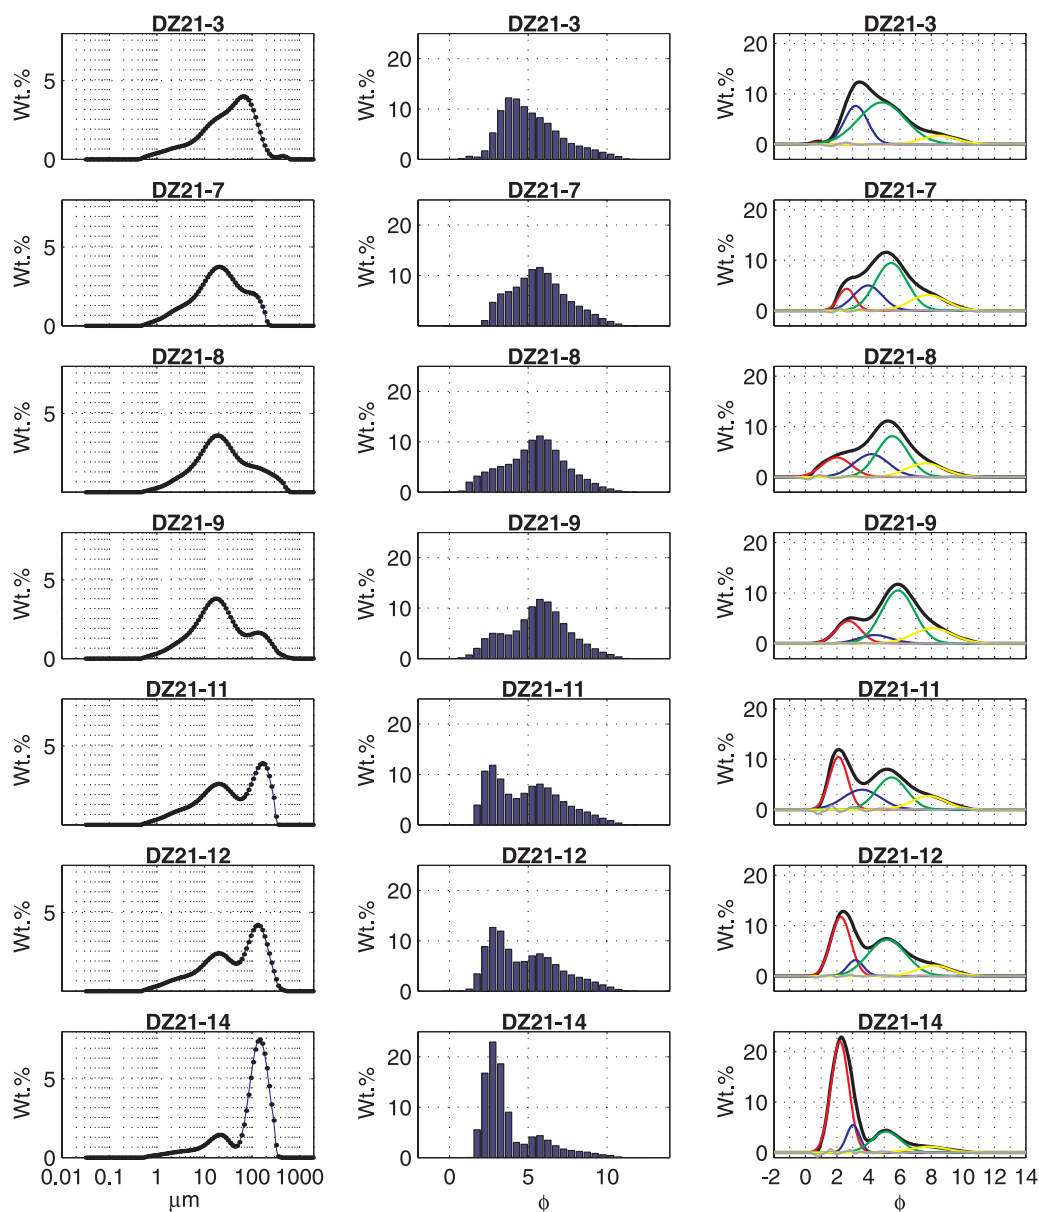 DZ21-3 DZ21-3 DZ21-3
Wt.% 5 0
Wt.% 20 10 0
Wt.% 20 10 0
DZ21-7 DZ21-7 DZ21-7
Wt.% 5 0
Wt.% 20 10 0
Wt.% 20 10 0
DZ21-8 DZ21-8 DZ21-8
Wt.% 5 0
Wt.% 20 10 0
Wt.% 20 10 0
DZ21-9 DZ21-9 DZ21-9
Wt.% 5 0
Wt.% 20 10 0
Wt.% 20 10 0
DZ21-11 DZ21-11 DZ21-11
Wt.% 5 0
Wt.% 20 10 0
Wt.% 20 10 0
DZ21-12 DZ21-12 DZ21-12
Wt.% 5 0
Wt.% 20 10 0
Wt.% 20 10 0
DZ21-14 DZ21-14 DZ21-14
Wt.% 5 0
Wt.% 20 10 0
Wt.% 20 10 0
0.01 0.1 1 10 100 1000
0 5 10
-2 0 2 4 6 8 10 12 14
μm ϕ ϕ